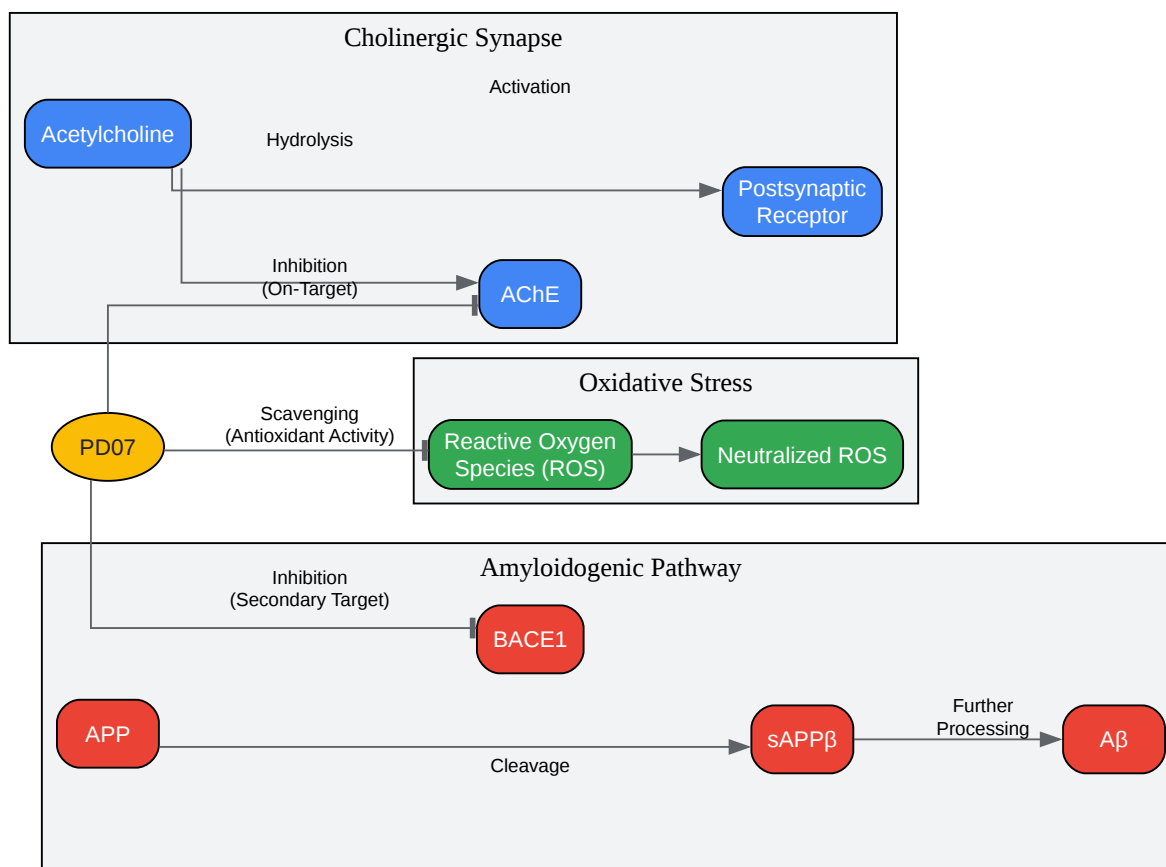 Cholinergic Synapse
Activation
Acetylcholine
Hydrolysis
Postsynaptic
Receptor
Inhibition
(On-Target)
AChE
Oxidative Stress
PD07
Scavenging
(Antioxidant Activity)
Reactive Oxygen
Species (ROS)
Neutralized ROS
Amyloidogenic Pathway
Inhibition
(Secondary Target)
BACE1
APP
Cleavage
sAPPβ
Further
Processing
Aβ